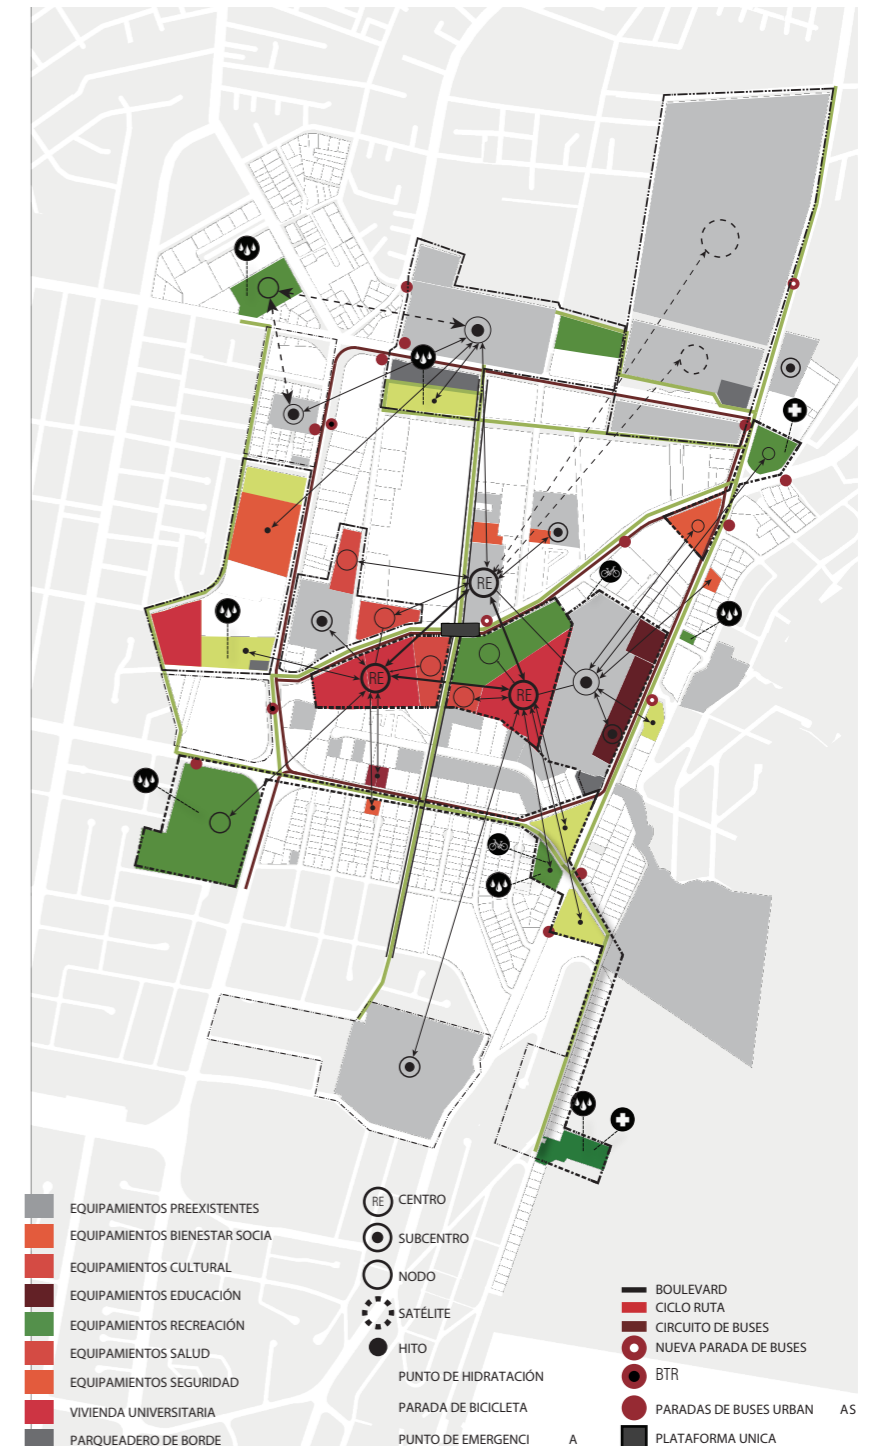 RE
RE
RE
EQUIPAMIENTOS PREEXISTENTES
EQUIPAMIENTOS BIENESTAR SOCIA
EQUIPAMIENTOS CULTURAL
EQUIPAMIENTOS EDUCACIÓN
EQUIPAMIENTOS RECREACIÓN
EQUIPAMIENTOS SALUD
EQUIPAMIENTOS SEGURIDAD
VIVIENDA UNIVERSITARIA
PARQUEADERO DE BORDE
RE CENTRO
SUBCENTRO
NODO
SATÉLITE
HITO
PUNTO DE HIDRATACIÓN
PARADA DE BICICLETA
PUNTO DE EMERGENCI A
BOULEVARD
CICLO RUTA
CIRCUITO DE BUSES
NUEVA PARADA DE BUSES
BTR
PARADAS DE BUSES URBAN AS
PLATAFORMA UNICA